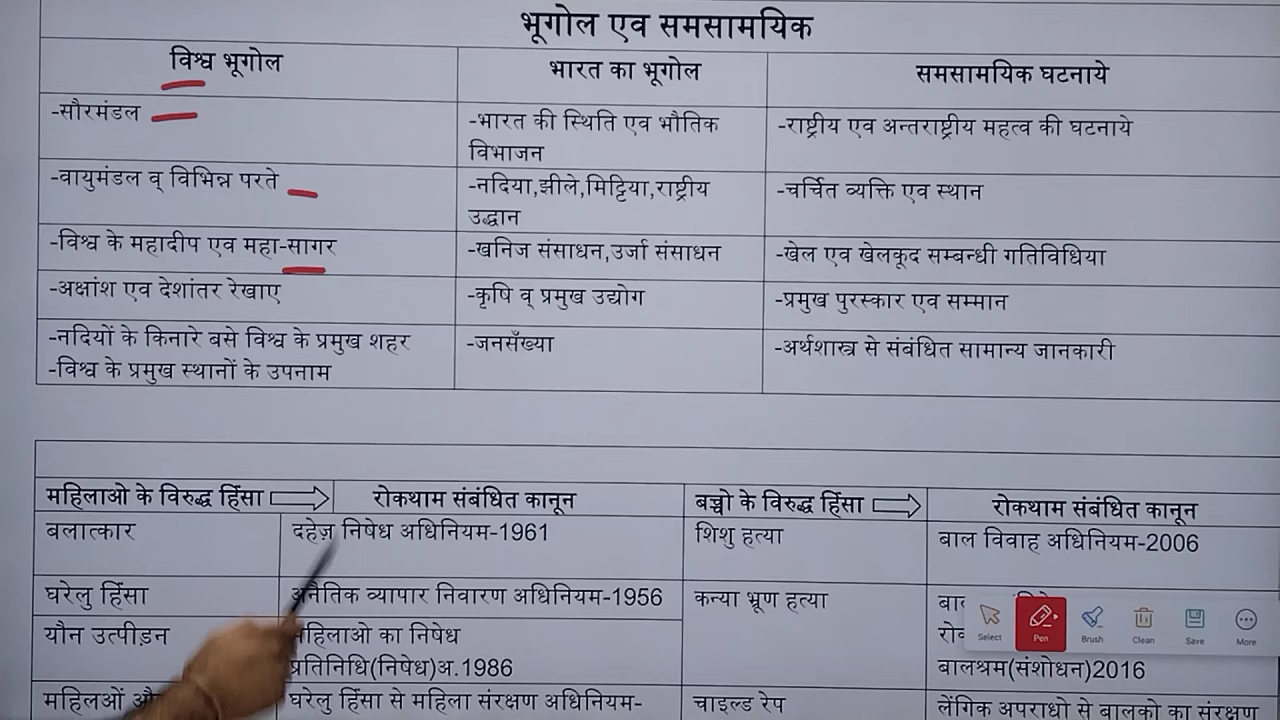 भूगोल एव समसामयिक
विश्व भूगोल
भारत का भूगोल
समसामयिक घटनाये
-सौरमंडल
-भारत की स्थिति एव भौतिक
विभाजन
-राष्ट्रीय एव अन्तराष्ट्रीय महत्व की घटनाये
-वायुमंडल व् विभिन्न परते
-नदिया,झीले,मिट्टिया,राष्ट्रीय
उद्धान
-चर्चित व्यक्ति एव स्थान
-विश्व के महादीप एव महा-सागर
-खनिज संसाधन,उर्जा संसाधन
-खेल एव खेलकूद सम्बन्धी गतिविधिया
-अक्षांश एव देशांतर रेखाए
-कृषि व् प्रमुख उद्योग
-प्रमुख पुरस्कार एव सम्मान
-नदियों के किनारे बसे विश्व के प्रमुख शहर
-विश्व के प्रमुख स्थानों के उपनाम
-जनसँख्या
-अर्थशास्त्र से संबंधित सामान्य जानकारी
महिलाओ के विरुद्ध हिंसा
रोकथाम संबंधित कानून
बच्चो के विरुद्ध हिंसा
रोकथाम संबंधित कानून
बलात्कार
दहेज़ निषेध अधिनियम-1961
शिशु हत्या
बाल विवाह अधिनियम-2006
घरेलु हिंसा
अनैतिक व्यापार निवारण अधिनियम-1956
कन्या भ्रूण हत्या
यौन उत्पीड़न
महिलाओ का निषेध
प्रतिनिधि(निषेध)अ.1986
बालश्रम(संशोधन)2016
Select
Pen
Brush
Clean
Save
More
घरेलु हिंसा से महिला संरक्षण अधिनियम-
चाइल्ड रेप
लेंगिक अपराधो से बालको का संरक्षण